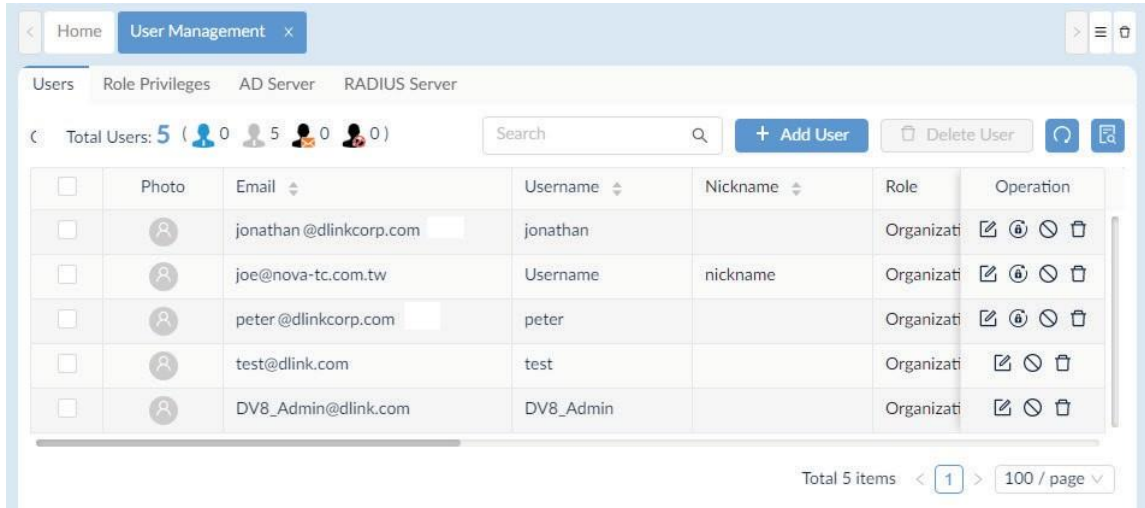 Home User Management ×
Users Role Privileges AD Server RADIUS Server
Total Users: 5 ( 0 5 0 0 ) Search + Add User Delete User
Photo Email Username Nickname Role Operation
jonathan @dlinkcorp.com jonathan Organizati
joe@nova-tc.com.tw Username nickname Organizati
peter @dlinkcorp.com peter Organizati
test@dlink.com test Organizati
DV8_Admin@dlink.com DV8_Admin Organizati
Total 5 items < 1 > 100 / page